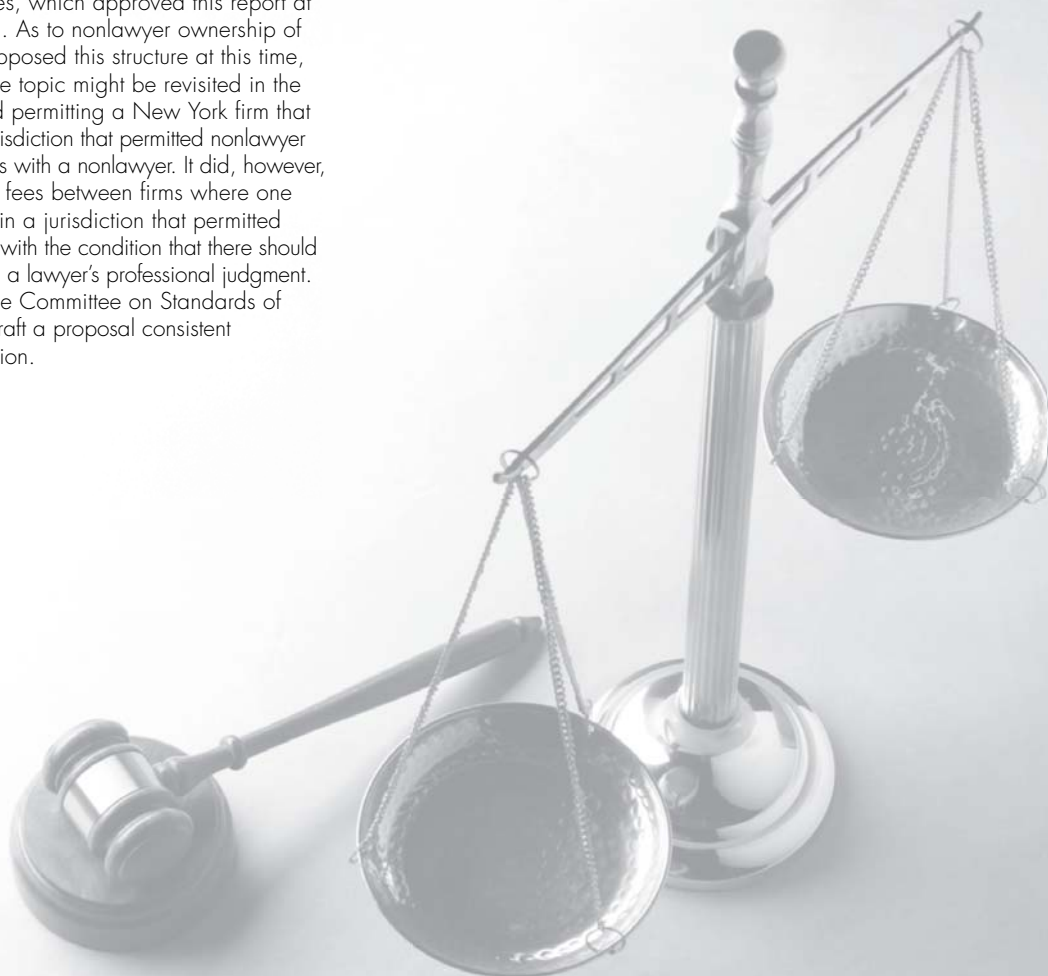 es, which approved this report at
. As to nonlawyer ownership of
pposed this structure at this time,
e topic might be revisited in the
d permitting a New York firm that
isdiction that permitted nonlawyer
s with a nonlawyer. It did, however,
fees between firms where one
in a jurisdiction that permitted
with the condition that there should
a lawyer's professional judgment.
e Committee on Standards of
raft a proposal consistent
ion.